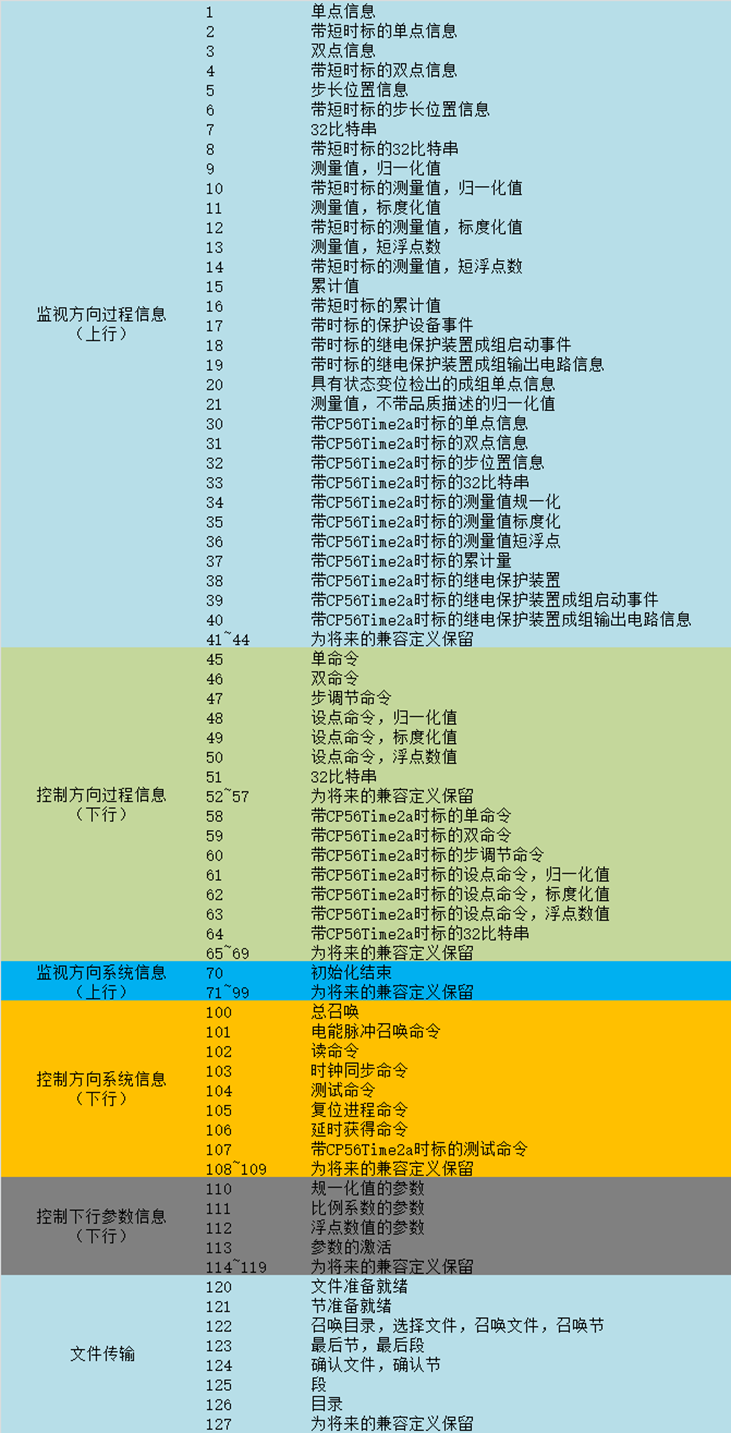 1 单点信息
2 带短时标的单点信息
3 双点信息
4 带短时标的双点信息
5 步长位置信息
6 带短时标的步长位置信息
7 32比特串
8 带短时标的32比特串
9 测量值，归一化值
10 带短时标的测量值，归一化值
11 测量值，标度化值
12 带短时标的测量值，标度化值
13 测量值，短浮点数
14 带短时标的测量值，短浮点数
15 累计值
16 带短时标的累计值
监视方向过程信息
（上行）
17 带时标的保护设备事件
18 带时标的继电保护装置成组启动事件
19 带时标的继电保护装置成组输出电路信息
20 具有状态变位检出的成组单点信息
21 测量值，不带品质描述的归一化值
30 带CP56Time2a时标的单点信息
31 带CP56Time2a时标的双点信息
32 带CP56Time2a时标的步位置信息
33 带CP56Time2a时标的32比特串
34 带CP56Time2a时标的测量值规一化
35 带CP56Time2a时标的测量值标度化
36 带CP56Time2a时标的测量值短浮点
37 带CP56Time2a时标的累计量
38 带CP56Time2a时标的继电保护装置
39 带CP56Time2a时标的继电保护装置成组启动事件
40 带CP56Time2a时标的继电保护装置成组输出电路信息
41~44 为将来的兼容定义保留
45 单命令
46 双命令
47 步调节命令
48 设点命令，归一化值
49 设点命令，标度化值
50 设点命令，浮点数值
51 32比特串
控制方向过程信息
（下行）
52~57 为将来的兼容定义保留
58 带CP56Time2a时标的单命令
59 带CP56Time2a时标的双命令
60 带CP56Time2a时标的步调节命令
61 带CP56Time2a时标的设点命令，归一化值
62 带CP56Time2a时标的设点命令，标度化值
63 带CP56Time2a时标的设点命令，浮点数值
64 带CP56Time2a时标的32比特串
65~69 为将来的兼容定义保留
监视方向系统信息
（上行）
70 初始化结束
71~99 为将来的兼容定义保留
100 总召唤
101 电能脉冲召唤命令
102 读命令
103 时钟同步命令
控制方向系统信息
（下行）
104 测试命令
105 复位进程命令
106 延时获得命令
107 带CP56Time2a时标的测试命令
108~109 为将来的兼容定义保留
110 规一化值的参数
111 比例系数的参数
控制下行参数信息
（下行）
112 浮点数值的参数
113 参数的激活
114~119 为将来的兼容定义保留
120 文件准备就绪
121 节准备就绪
122 召唤目录，选择文件，召唤文件，召唤节
123 最后节，最后段
文件传输
124 确认文件，确认节
125 段
126 目录
127 为将来的兼容定义保留